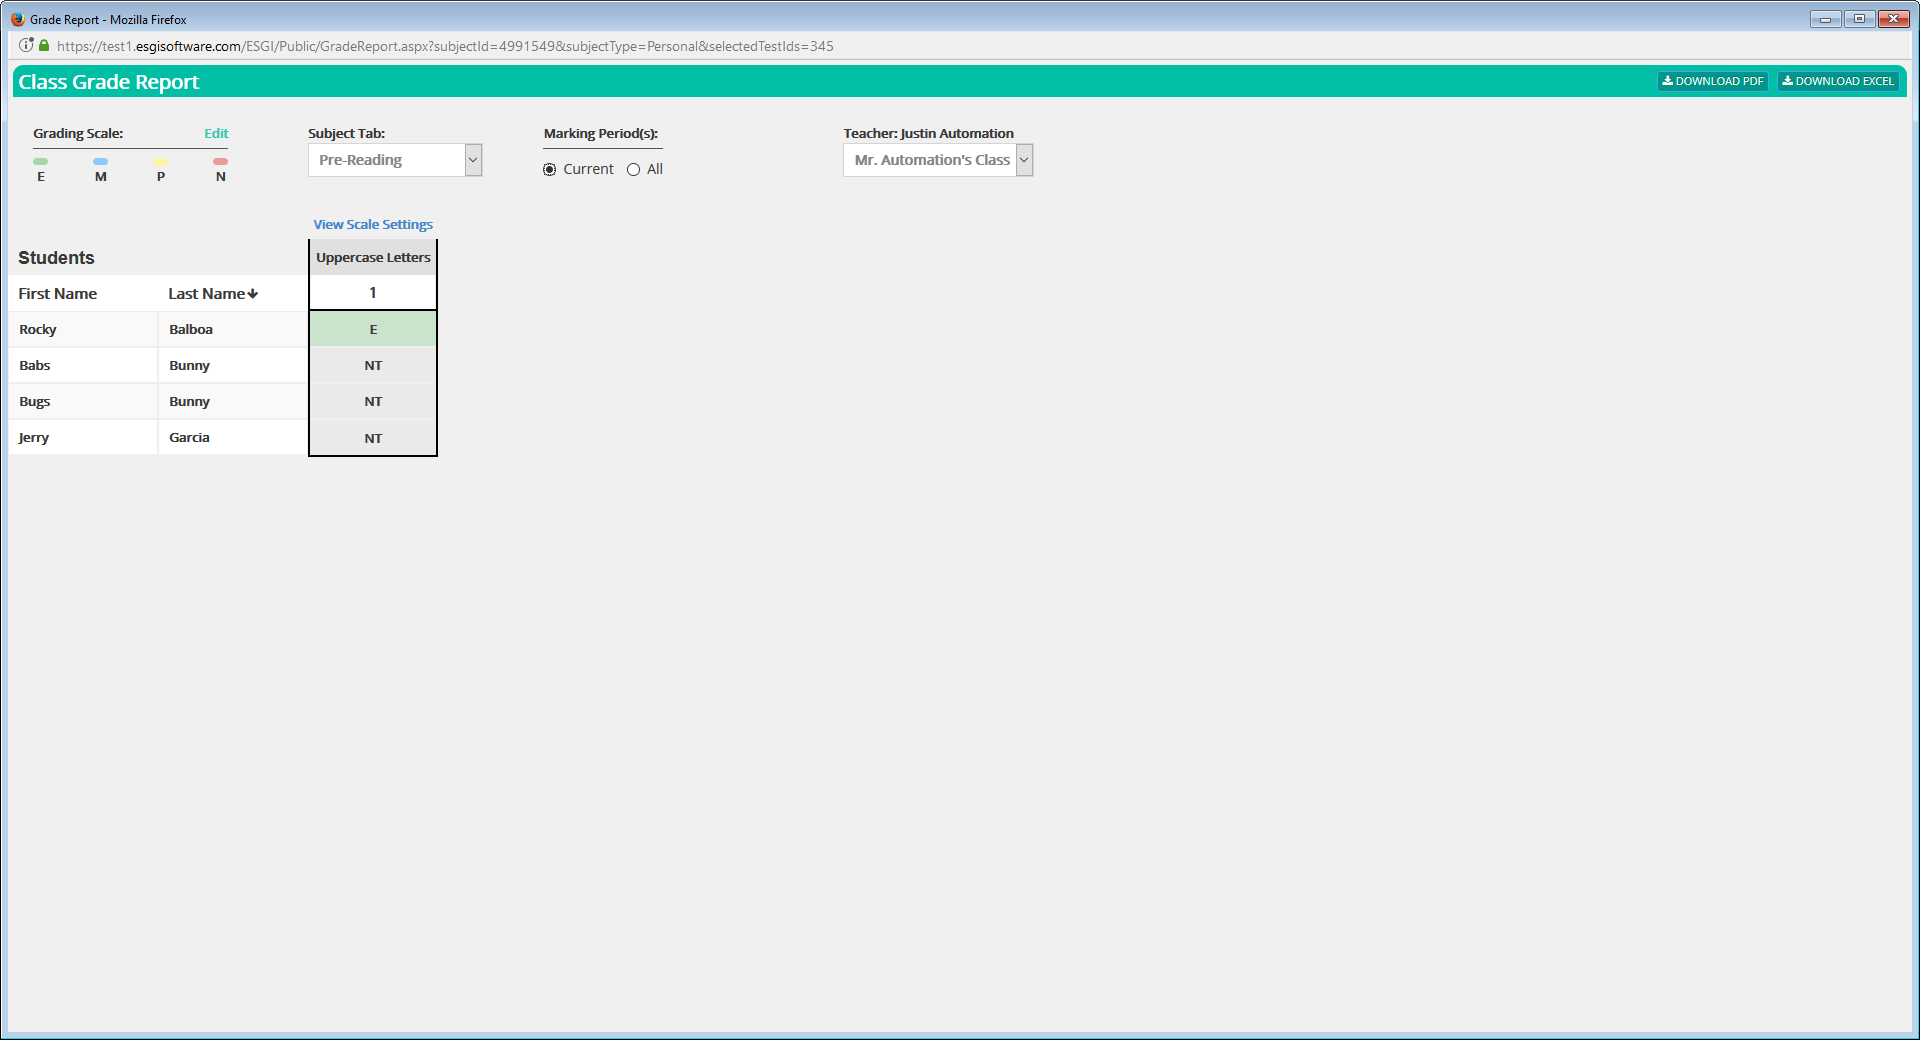 Grade Report - Mozilla Firefox
https://test1.esgisoftware.com/ESGI/Public/GradeReport.aspx?subjectId=4991549&subjectType=Personal&selectedTestIds=345
Class Grade Report
DOWNLOAD PDF DOWNLOAD EXCEL
Grading Scale: Edit
E M P N
Subject Tab:
Pre-Reading
Marking Period(s):
Current All
Teacher: Justin Automation
Mr. Automation's Class
View Scale Settings
Students Uppercase Letters
First Name Last Name 1
Rocky Balboa E
Babs Bunny NT
Bugs Bunny NT
Jerry Garcia NT